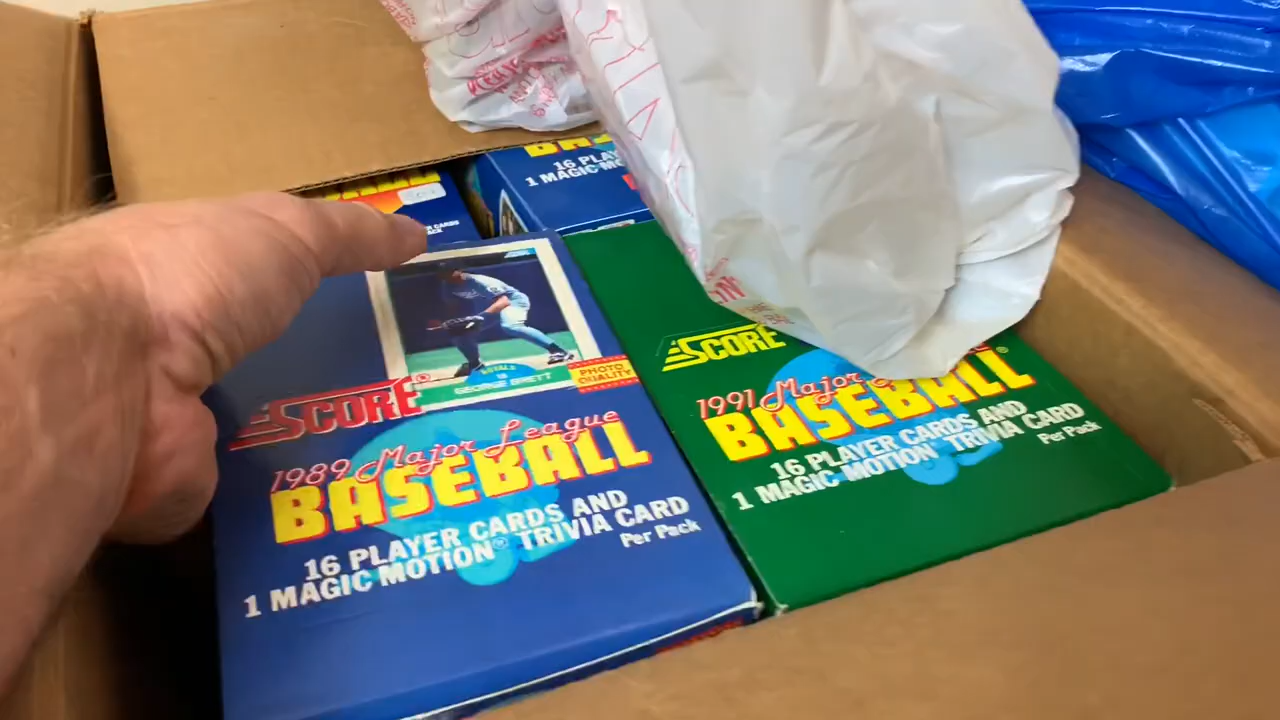 16 PLAY
1 MAGIC MO
ROYALS
GEORGE BRETT
PHOTO
QUALITY
SCORE®
1989 Major League
BASEBALL
16 PLAYER CARDS AND
1 MAGIC MOTION® TRIVIA CARD
Per Pack
SCORE
1991 Major
BASEBALL®
16 PLAYER CARDS AND
1 MAGIC MOTION® TRIVIA CARD
Per Pack